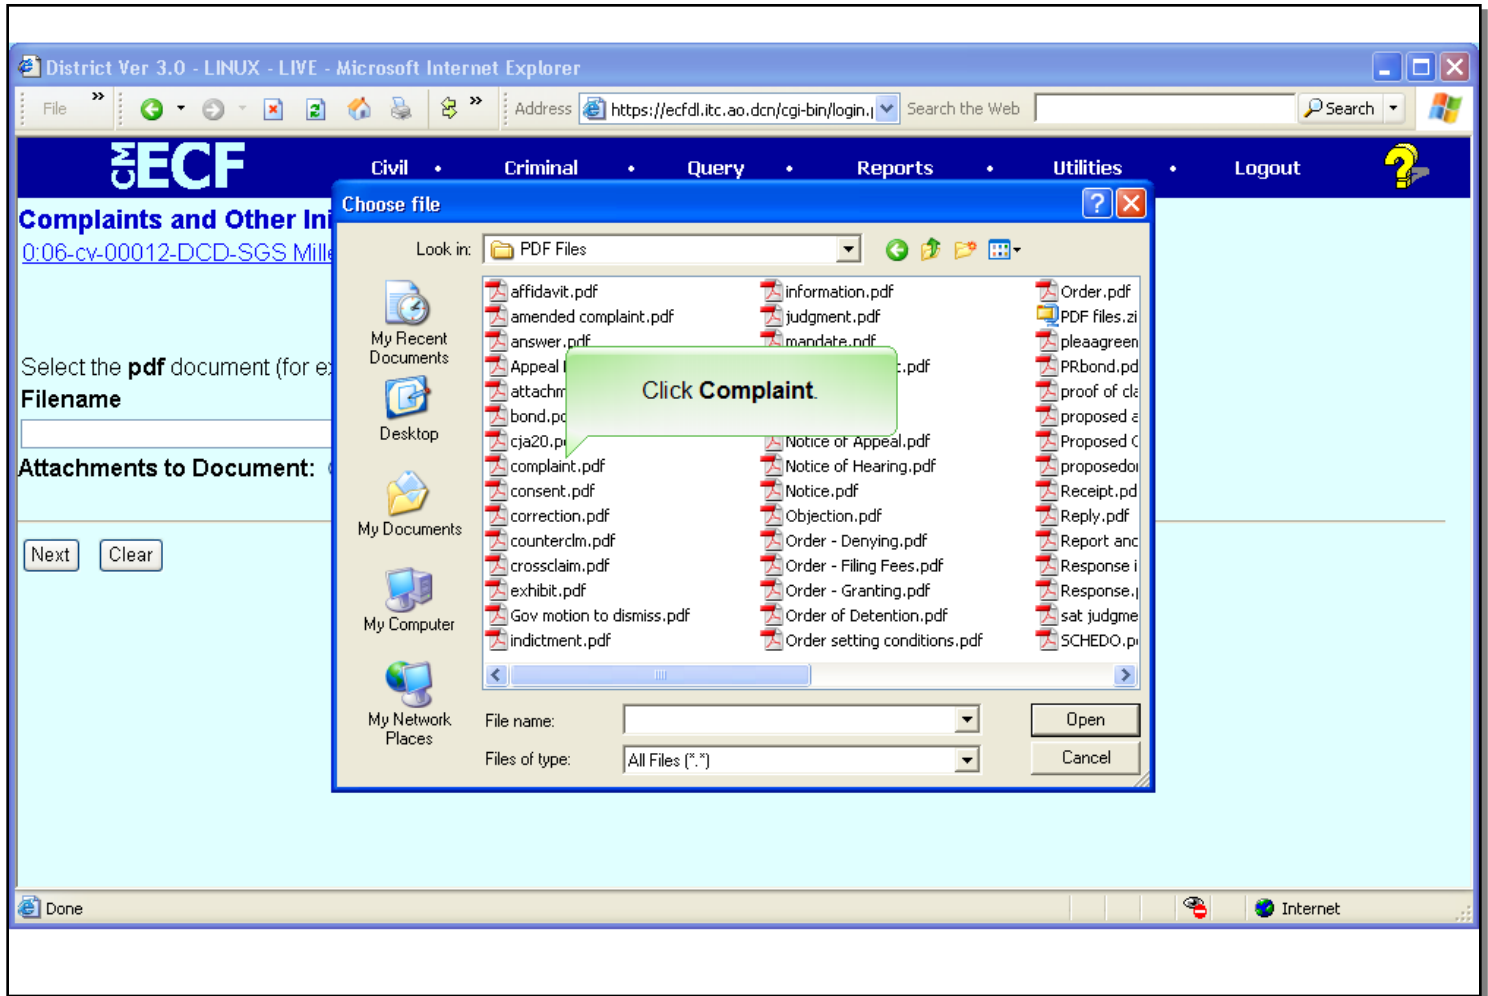 District Ver 3.0 - LINUX - LIVE - Microsoft Internet Explorer
File » » Address https://ecfdl.itc.ao.dcn/cgi-bin/login. Search the Web Search
CM ECF Civil • Criminal • Query • Reports • Utilities • Logout ?
Complaints and Other Ini
0:06-cv-00012-DCD-SGS Mille
Select the pdf document (for ex
Filename
Attachments to Document:
Next Clear
Choose file
Look in: PDF Files
My Recent
Documents
Desktop
My Documents
My Computer
My Network
Places
affidavit.pdf
amended complaint.pdf
answer.pdf
Appeal
attachm
bond.pd
cja20.p
complaint.pdf
consent.pdf
correction.pdf
counterclm.pdf
crossclaim.pdf
exhibit.pdf
Gov motion to dismiss.pdf
indictment.pdf
information.pdf
judgment.pdf
mandate.pdf
.pdf
Notice of Appeal.pdf
Notice of Hearing.pdf
Notice.pdf
Objection.pdf
Order - Denying.pdf
Order - Filing Fees.pdf
Order - Granting.pdf
Order of Detention.pdf
Order setting conditions.pdf
Order.pdf
PDF files.zi
pleaagreen
PRbond.pd
proof of cla
proposed a
Proposed O
proposedor
Receipt.pd
Reply.pdf
Report and
Response i
Response.p
sat judgme
SCHEDO.p
Click Complaint.
File name:
Open
Files of type: All Files (*.*)
Cancel
Done
Internet